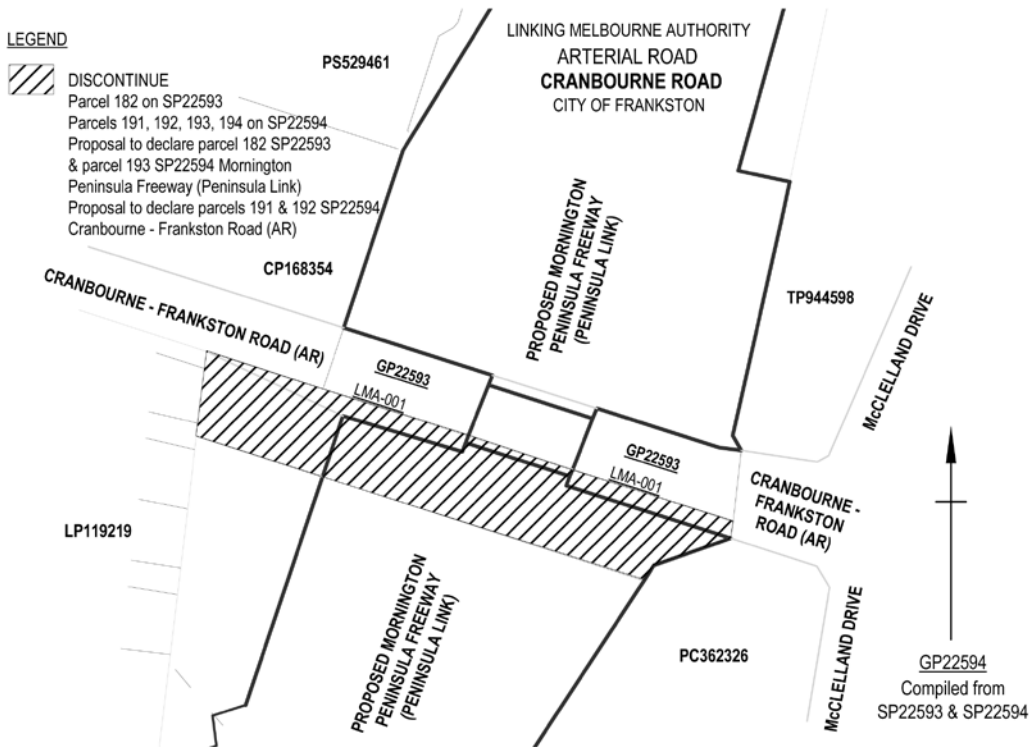 LEGEND
DISCONTINUE
Parcel 182 on SP22593
Parcels 191, 192, 193, 194 on SP22594
Proposal to declare parcel 182 SP22593
& parcel 193 SP22594 Mornington
Peninsula Freeway (Peninsula Link)
Proposal to declare parcels 191 & 192 SP22594
Cranbourne - Frankston Road (AR)
LINKING MELBOURNE AUTHORITY
ARTERIAL ROAD
CRANBOURNE ROAD
CITY OF FRANKSTON
PS529461
CP168354
CRANBOURNE - FRANKSTON ROAD (AR)
PROPOSED MORNINGTON
PENINSULA FREEWAY
(PENINSULA LINK)
TP944598
McCLELLAND DRIVE
GP22593
LMA-001
GP22593
LMA-001
CRANBOURNE -
FRANKSTON
ROAD (AR)
LP119219
PROPOSED MORNINGTON
PENINSULA FREEWAY
(PENINSULA LINK)
PC362326
McCLELLAND DRIVE
GP22594
Compiled from
SP22593 & SP22594